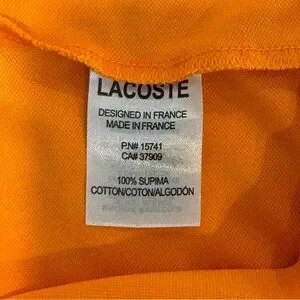 LACOSTE
DESIGNED IN FRANCE
MADE IN FRANCE
P.N# 15741
CA# 37909
100% SUPIMA
COTTON/COTON/ALGODÓN